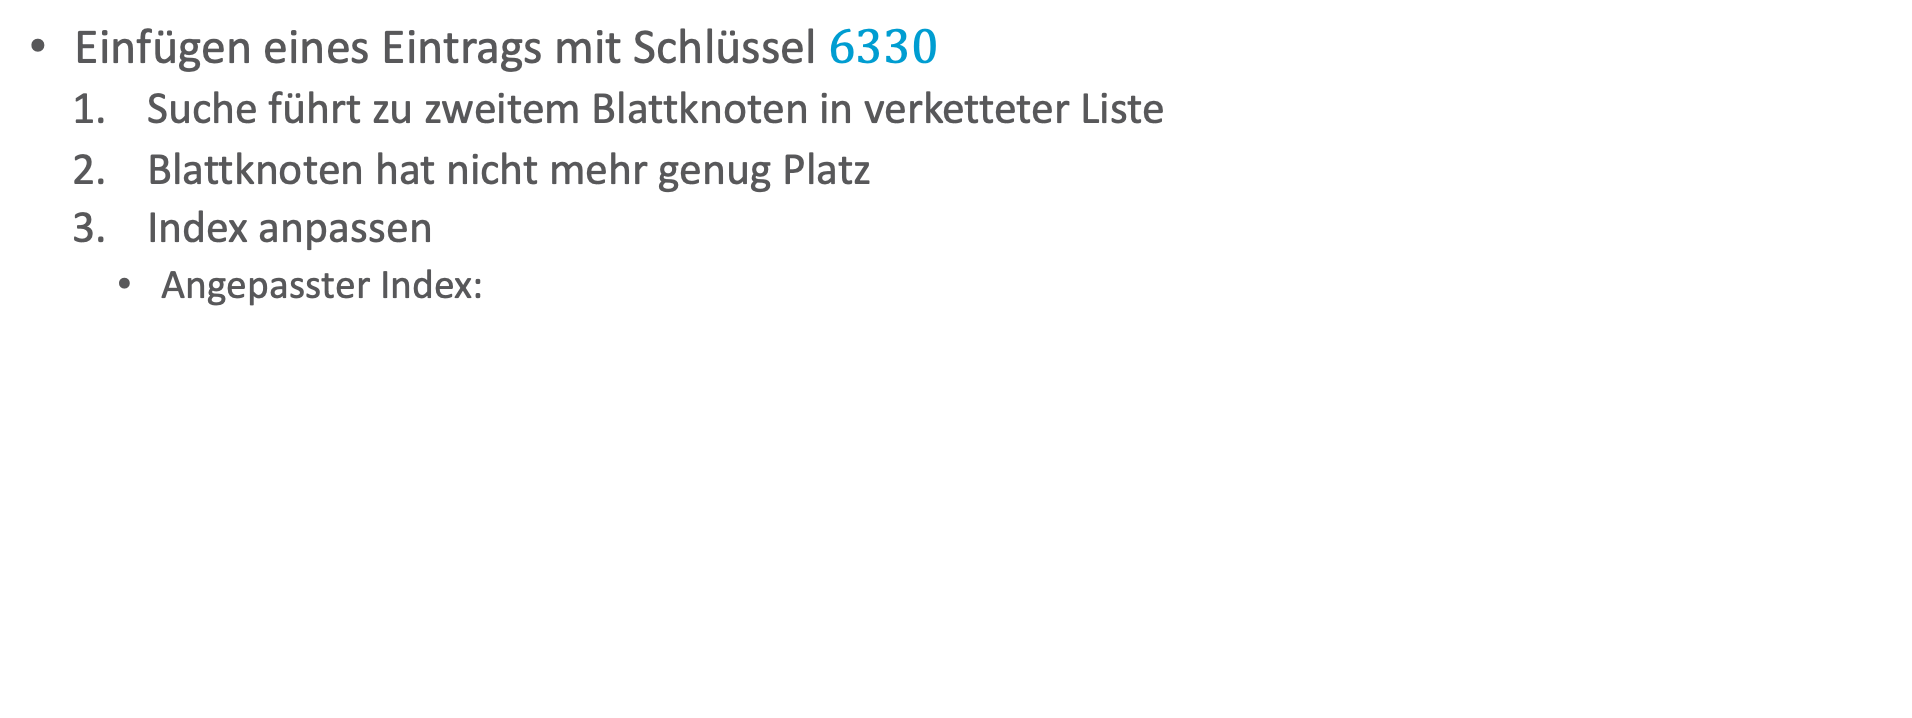 • Einfügen eines Eintrags mit Schlüssel 6330
1. Suche führt zu zweitem Blattknoten in verketteter Liste
2. Blattknoten hat nicht mehr genug Platz
3. Index anpassen
• Angepasster Index: